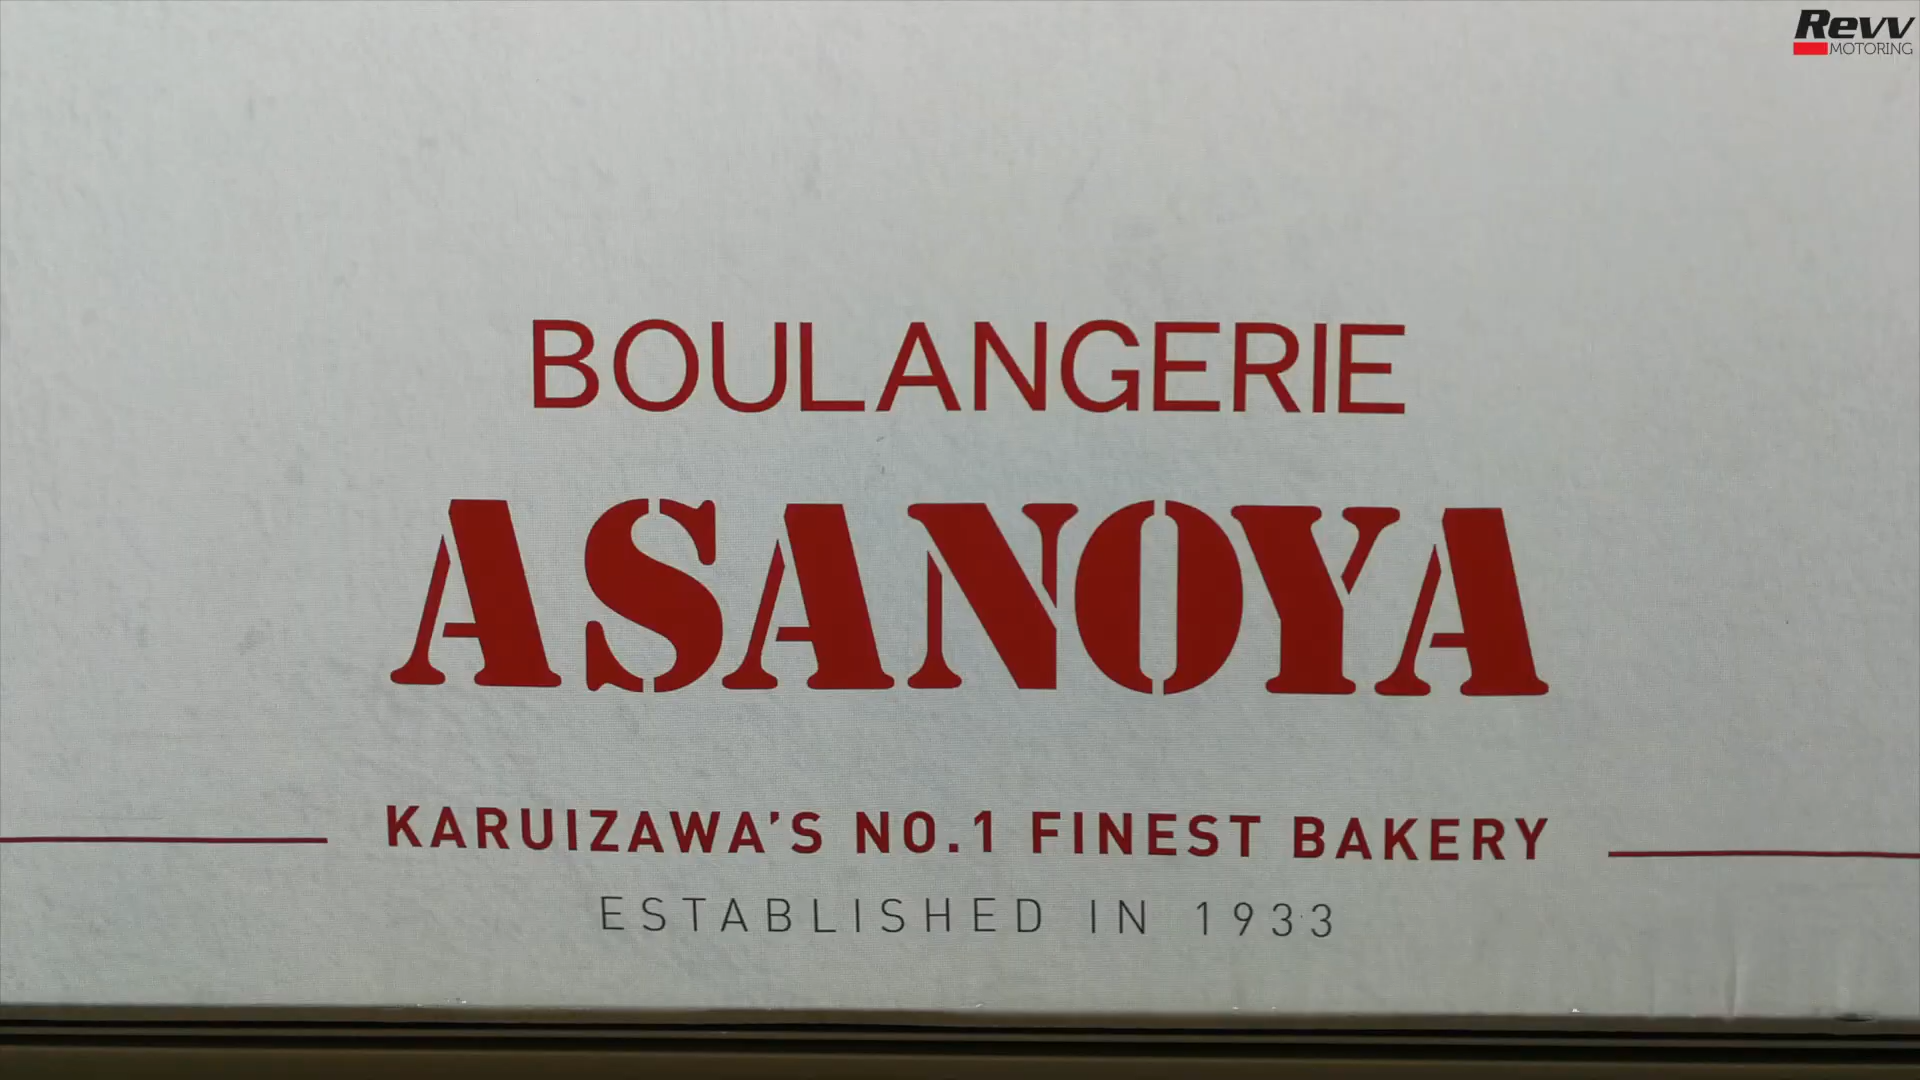 Revv
MOTORING
BOULANGERIE
ASANOYA
KARUIZAWA'S NO.1 FINEST BAKERY
ESTABLISHED IN 1933